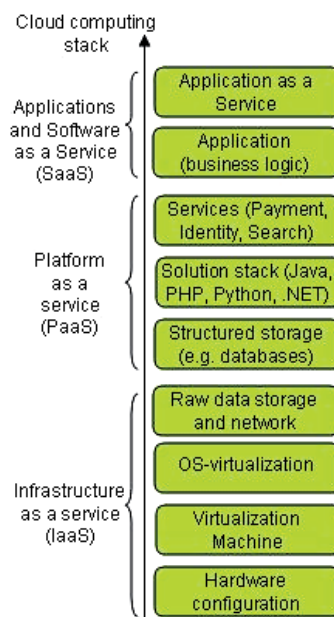 Cloud computing
stack
Applications
and Software
as a Service
(SaaS)
Application as a
Service
Application
(business logic)
Platform
as a
service
(PaaS)
Services (Payment,
Identity, Search)
Solution stack (Java,
PHP, Python, .NET)
Structured storage
(e.g. databases)
Infrastructure
as a service
(IaaS)
Raw data storage
and network
OS-virtualization
Virtualization
Machine
Hardware
configuration